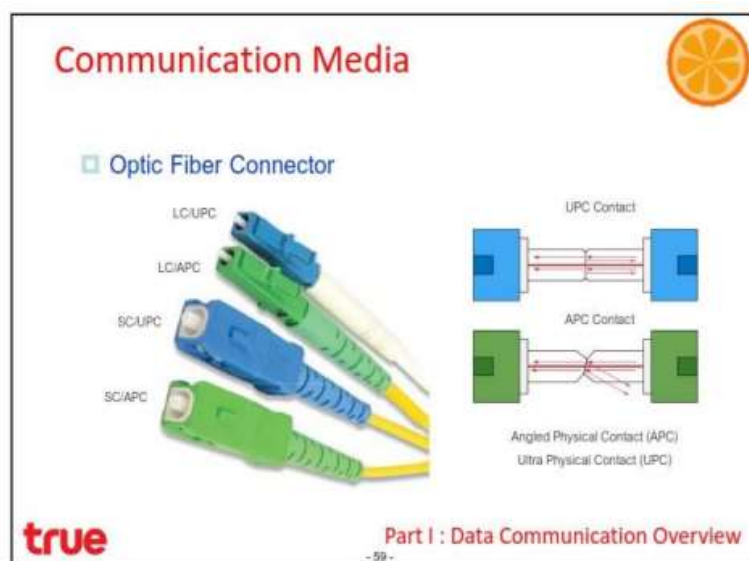 Communication Media
Optic Fiber Connector
LC/UPC
LC/APC
SC/UPC
SC/APC
UPC Contact
APC Contact
Angled Physical Contact (APC)
Ultra Physical Contact (UPC)
true
Part I : Data Communication Overview
- 59 -